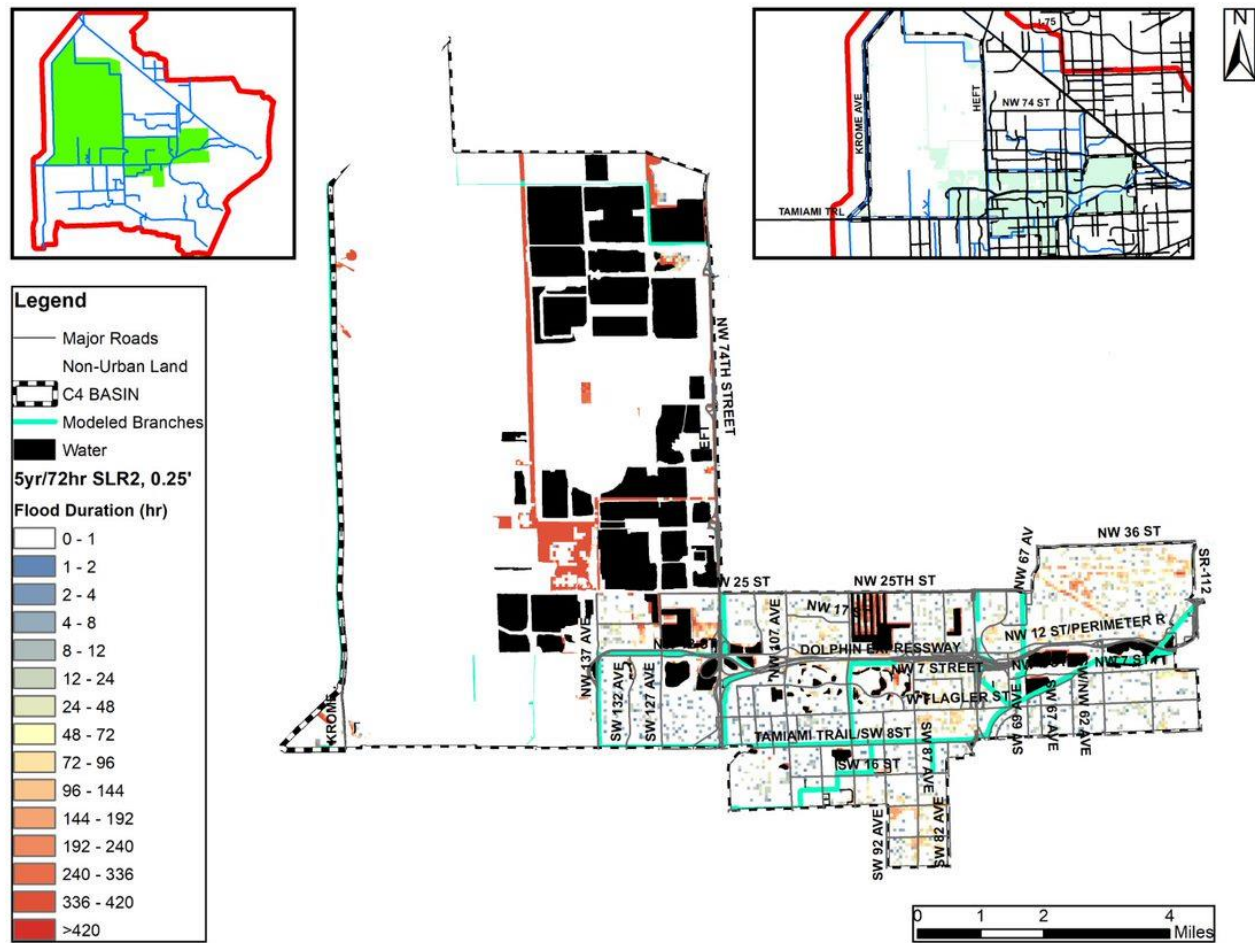 N
I-75
KROME AVE
HEFT
NW 74 ST
TAMIAMI TRL
Legend
Major Roads
Non-Urban Land
C4 BASIN
Modeled Branches
Water
5yr/72hr SLR2, 0.25'
Flood Duration (hr)
0 - 1
1 - 2
2 - 4
4 - 8
8 - 12
12 - 24
24 - 48
48 - 72
72 - 96
96 - 144
144 - 192
192 - 240
240 - 336
336 - 420
>420
NW 74TH STREET
NW 36 ST
NW 67 AV
SR-112
W 25 ST
NW 25TH ST
NW 137 AVE
NW 107 AVE
NW 12 ST/PERIMETER R
DOLPHIN EXPRESSWAY
NW 7 STREET
SW 132 AVE
SW 127 AVE
W FLAGLER ST
KROME
TAMIAMI TRAIL/SW 8ST
SW 69 AVE
SW 67 AVE
SW/NW 62 AVE
SW 16 ST
SW 87 AVE
SW 92 AVE
SW 82 AVE
0 1 2 4
Miles